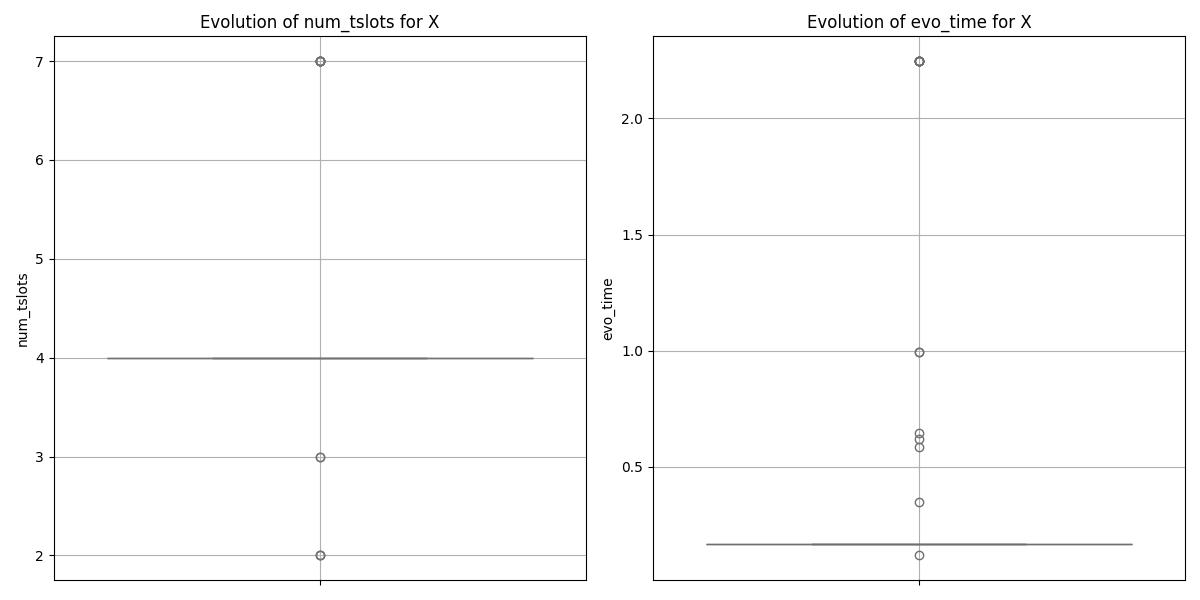 Evolution of num_tslots for X
num_tslots
7
6
5
4
3
2
Evolution of evo_time for X
evo_time
2.0
1.5
1.0
0.5